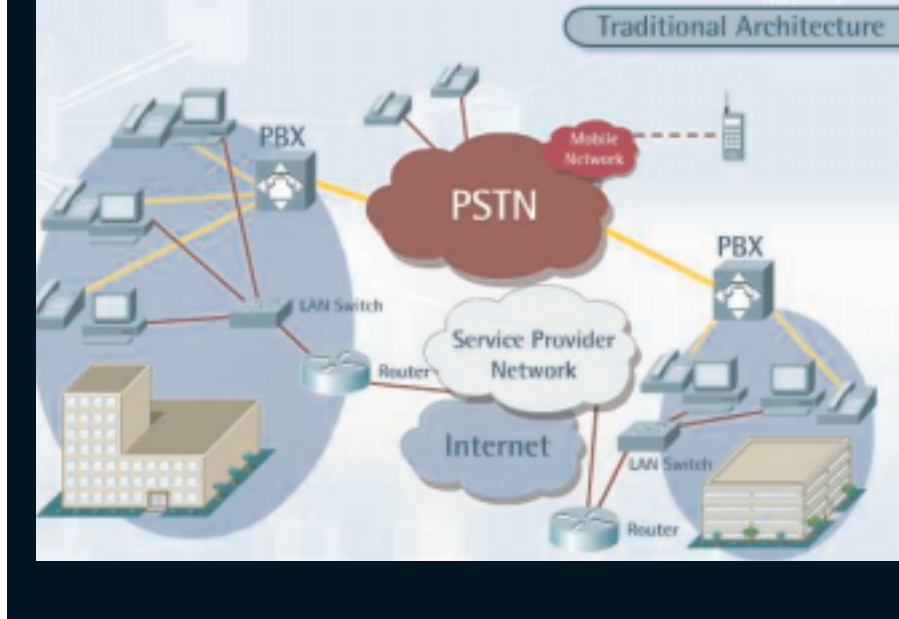 Traditional Architecture
PBX
Mobile
Network
PSTN
PBX
LAN Switch
Service Provider
Network
Router
Internet
LAN Switch
Router